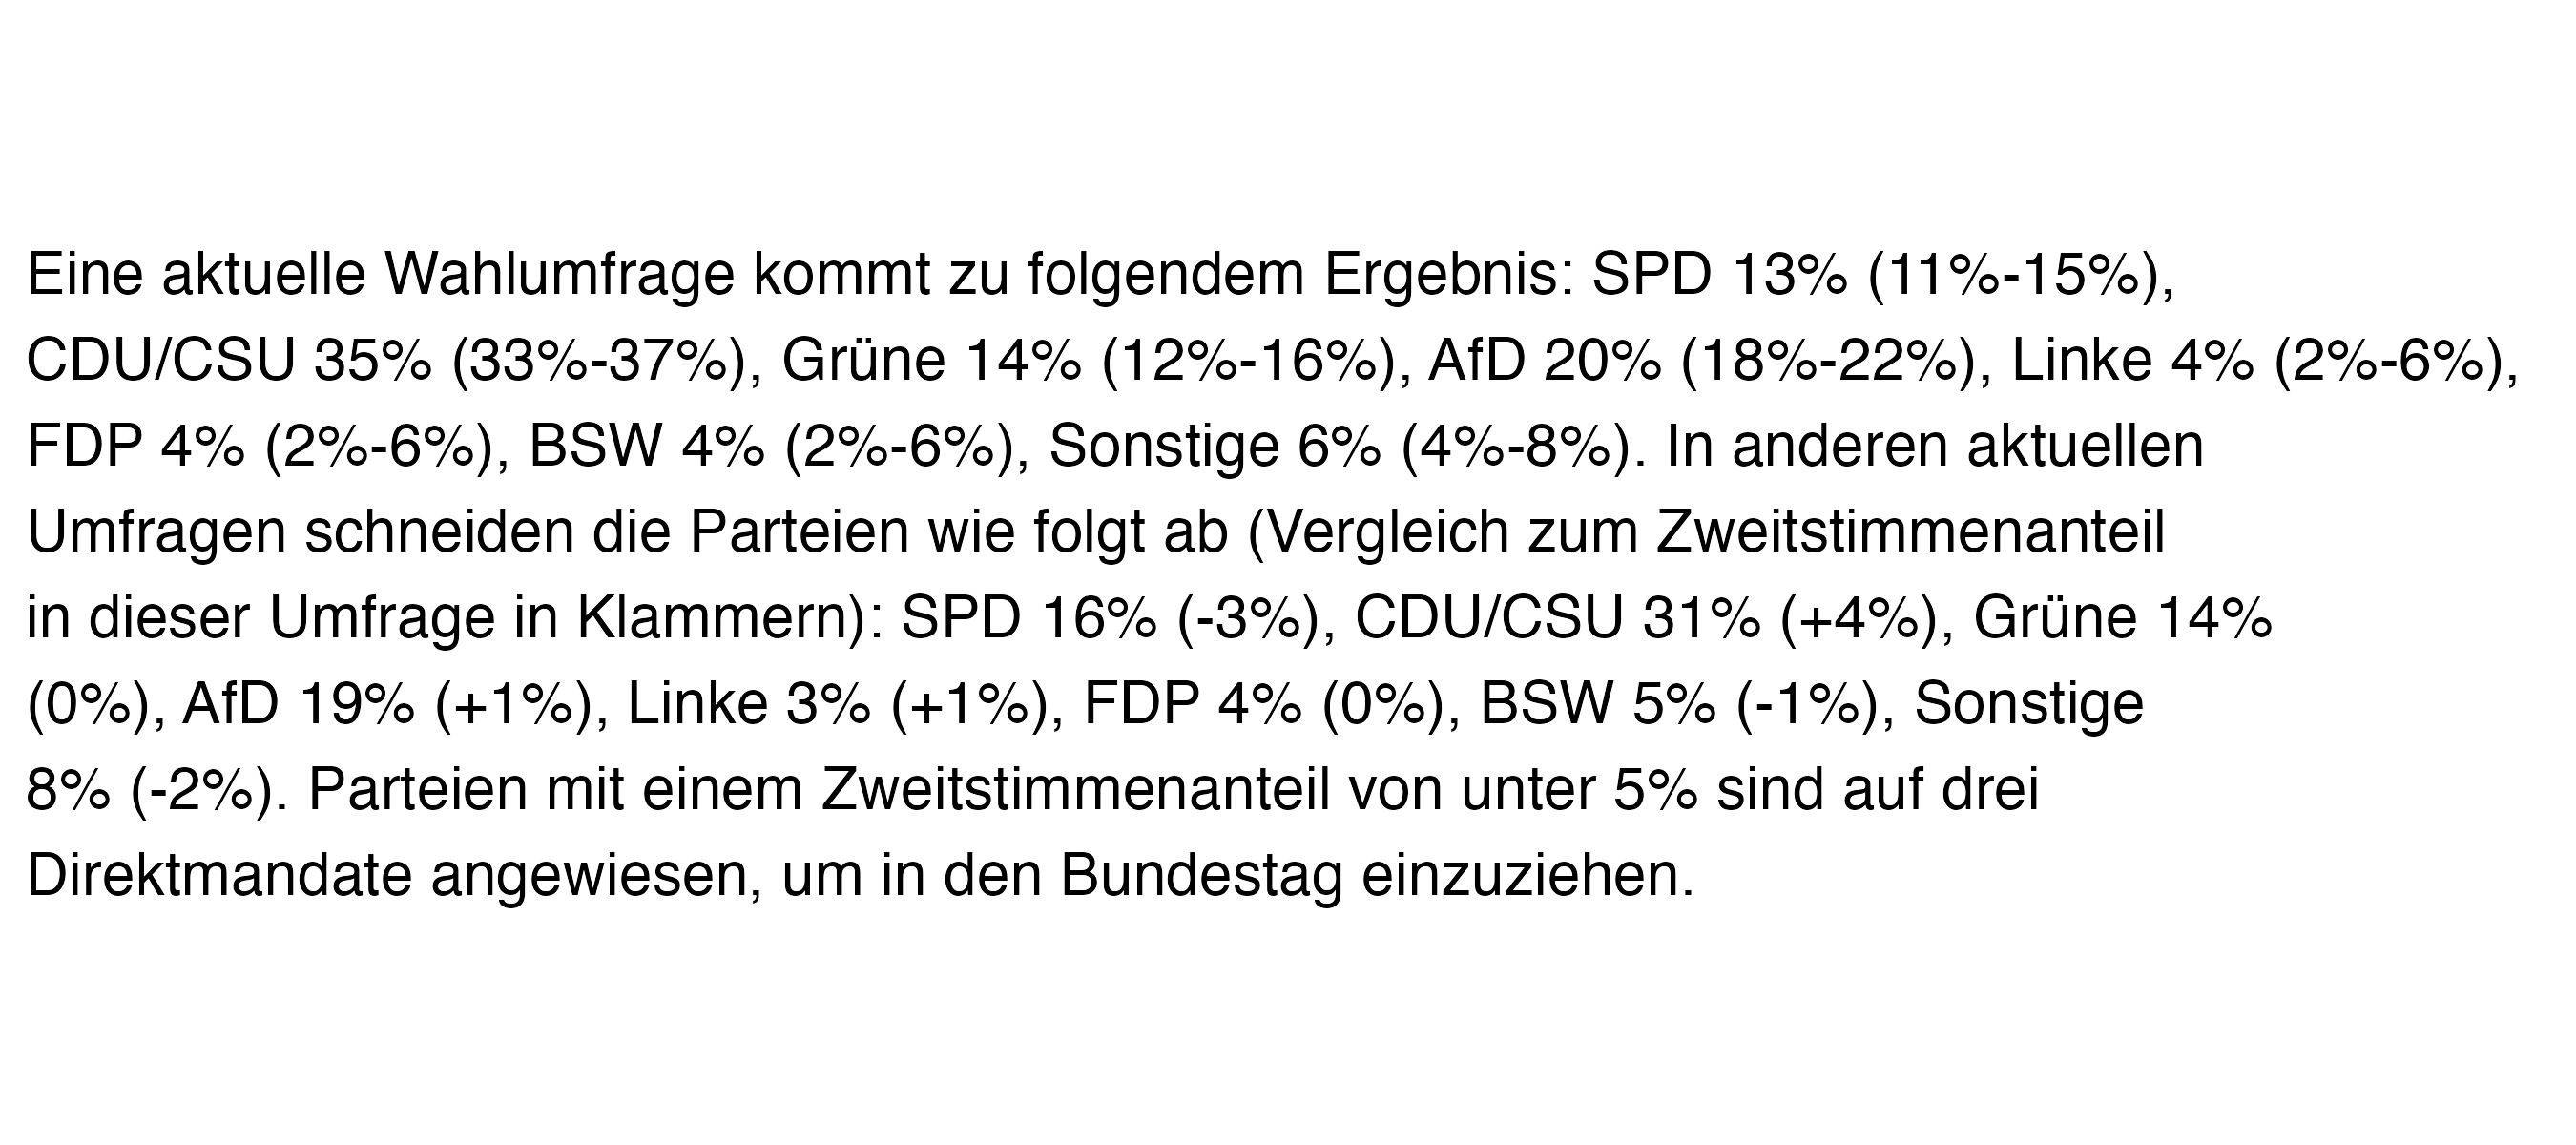 Eine aktuelle Wahlumfrage kommt zu folgendem Ergebnis: SPD 13% (11%-15%),
CDU/CSU 35% (33%-37%), Grüne 14% (12%-16%), AfD 20% (18%-22%), Linke 4% (2%-6%),
FDP 4% (2%-6%), BSW 4% (2%-6%), Sonstige 6% (4%-8%). In anderen aktuellen
Umfragen schneiden die Parteien wie folgt ab (Vergleich zum Zweitstimmenanteil
in dieser Umfrage in Klammern): SPD 16% (-3%), CDU/CSU 31% (+4%), Grüne 14%
(0%), AfD 19% (+1%), Linke 3% (+1%), FDP 4% (0%), BSW 5% (-1%), Sonstige
8% (-2%). Parteien mit einem Zweitstimmenanteil von unter 5% sind auf drei
Direktmandate angewiesen, um in den Bundestag einzuziehen.